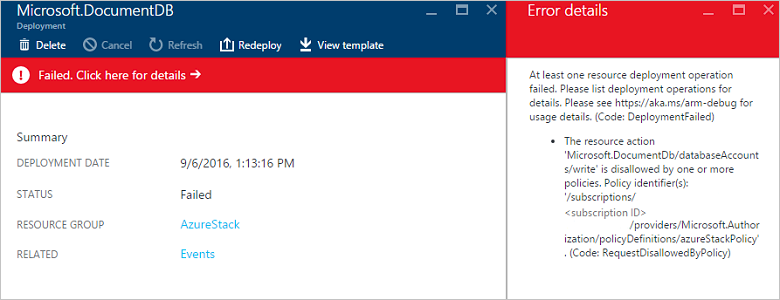 Microsoft.DocumentDB
Deployment
Delete Cancel Refresh Redeploy View template
Failed. Click here for details →
Summary
DEPLOYMENT DATE 9/6/2016, 1:13:16 PM
STATUS Failed
RESOURCE GROUP AzureStack
RELATED Events
Error details
At least one resource deployment operation
failed. Please list deployment operations for
details. Please see https://aka.ms/arm-debug for
usage details. (Code: DeploymentFailed)
• The resource action
'Microsoft.DocumentDb/databaseAccount
s/write' is disallowed by one or more
policies. Policy identifier(s):
'/subscriptions/
<subscription ID>
/providers/Microsoft.Author
ization/policyDefinitions/azureStackPolicy'
. (Code: RequestDisallowedByPolicy)